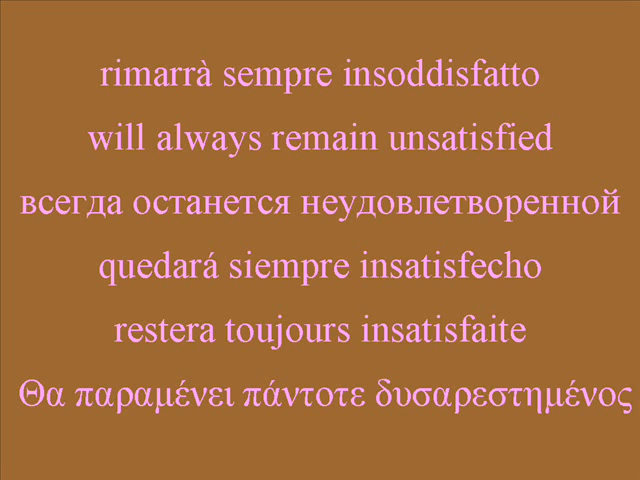 rimarrà sempre insoddisfatto
will always remain unsatisfied
всегда останется неудовлетворенной
quedará siempre insatisfecho
restera toujours insatisfaite
Θα παραμένει πάντοτε δυσαρεστημένος